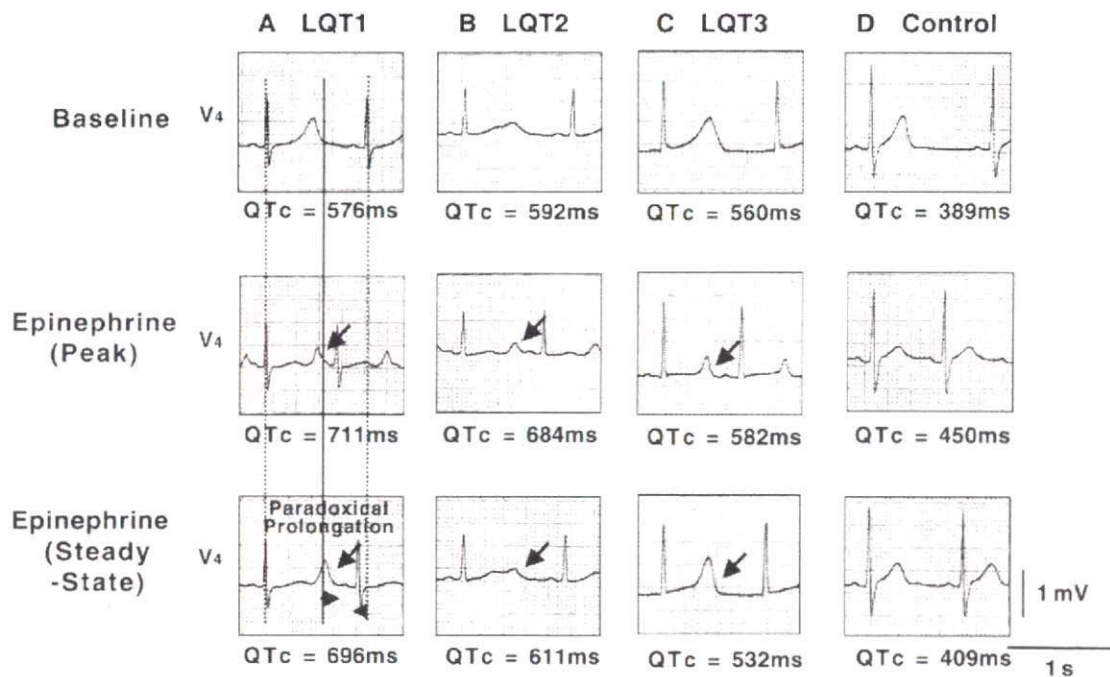 A LQT1 B LQT2 C LQT3 D Control
Baseline V4
QTc = 576ms QTc = 592ms QTc = 560ms QTc = 389ms
Epinephrine
(Peak) V4
QTc = 711ms QTc = 684ms QTc = 582ms QTc = 450ms
Epinephrine
(Steady
-State) V4
Paradoxical
Prolongation
1 mV
QTc = 696ms QTc = 611ms QTc = 532ms QTc = 409ms
1 s